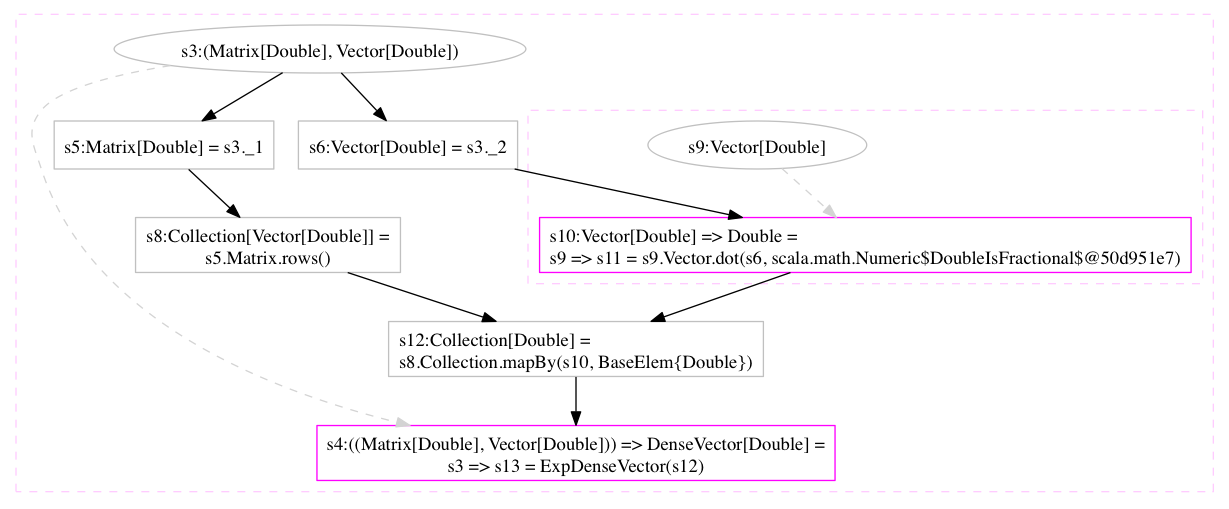 s3:(Matrix[Double], Vector[Double])
s5:Matrix[Double] = s3._1
s6:Vector[Double] = s3._2
s9:Vector[Double]
s8:Collection[Vector[Double]] =
s5.Matrix.rows()
s10:Vector[Double] => Double =
s9 => s11 = s9.Vector.dot(s6, scala.math.Numeric$DoubleIsFractional$@50d951e7)
s12:Collection[Double] =
s8.Collection.mapBy(s10, BaseElem{Double})
s4:((Matrix[Double], Vector[Double])) => DenseVector[Double] =
s3 => s13 = ExpDenseVector(s12)